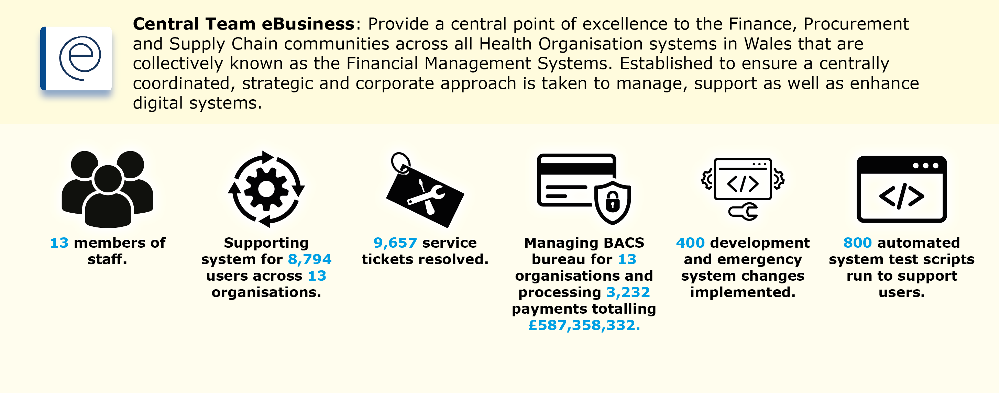 Central Team eBusiness: Provide a central point of excellence to the Finance, Procurement
and Supply Chain communities across all Health Organisation systems in Wales that are
collectively known as the Financial Management Systems. Established to ensure a centrally
coordinated, strategic and corporate approach is taken to manage, support as well as enhance
digital systems.
e
13 members of
staff.
Supporting
system for 8,794
users across 13
organisations.
9,657 service
tickets resolved.
Managing BACS
bureau for 13
organisations and
processing 3,232
payments totalling
£587,358,332.
</>
400 development
and emergency
system changes
implemented.
</>
800 automated
system test scripts
run to support
users.